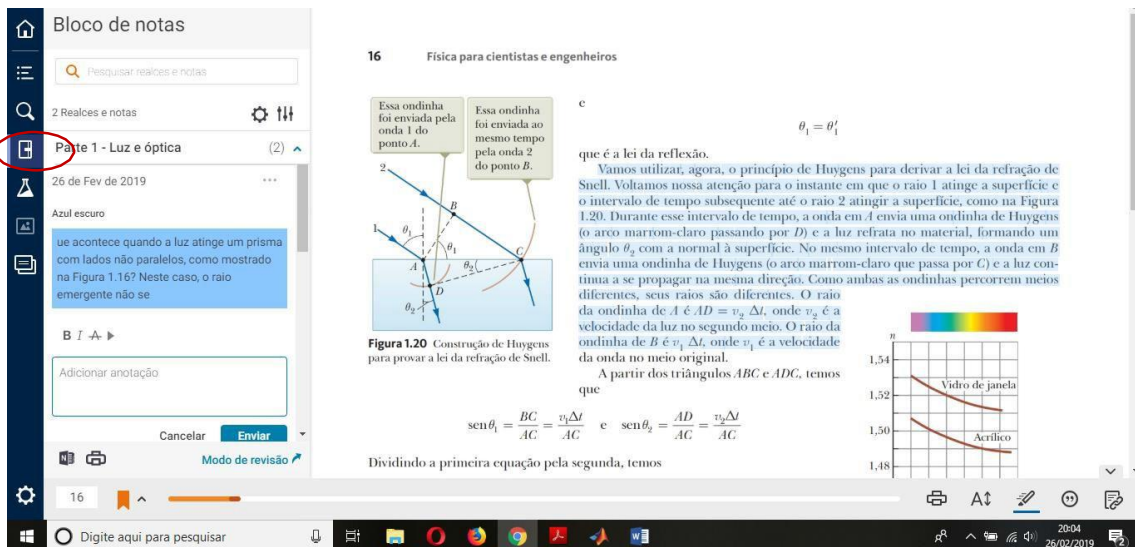 Bloco de notas
Pesquisar realces e notas
2 Realces e notas
Parte 1 - Luz e óptica (2)
26 de Fev de 2019
Azul escuro
ue acontece quando a luz atinge um prisma
com lados não paralelos, como mostrado
na Figura 1.16? Neste caso, o raio
emergente não se
B I A
Adicionar anotação
Cancelar Enviar
Modo de revisão
16 Física para cientistas e engenheiros
Essa ondinha
foi enviada pela
onda 1 do
ponto A.
Essa ondinha
foi enviada ao
mesmo tempo
pela onda 2
do ponto B.
2
1
B
θ₁
θ₁
A
C
θ₂
D
θ₂
Figura 1.20 Construção de Huygens
para provar a lei da refração de Snell.
e
θ₁ = θ′₁
que é a lei da reflexão.
Vamos utilizar, agora, o princípio de Huygens para derivar a lei da refração de
Snell. Voltamos nossa atenção para o instante em que o raio 1 atinge a superfície e
o intervalo de tempo subsequente até o raio 2 atingir a superfície, como na Figura
1.20. Durante esse intervalo de tempo, a onda em A envia uma ondinha de Huygens
(o arco marrom-claro passando por D) e a luz refrata no material, formando um
ângulo θ₂ com a normal à superfície. No mesmo intervalo de tempo, a onda em B
envia uma ondinha de Huygens (o arco marrom-claro que passa por C) e a luz con-
tinua a se propagar na mesma direção. Como ambas as ondinhas percorrem meios
diferentes, seus raios são diferentes. O raio
da ondinha de A é AD = v₂ Δt, onde v₂ é a
velocidade da luz no segundo meio. O raio da
ondinha de B é v₁ Δt, onde v₁ é a velocidade
da onda no meio original.
A partir dos triângulos ABC e ADC, temos
que
sen θ₁ = BC/AC = v₁Δt/AC e sen θ₂ = AD/AC = v₂Δt/AC
Dividindo a primeira equação pela segunda, temos
n
1,54
Vidro de janela
1,52
1,50
Acrílico
1,48
16
A
Digite aqui para pesquisar
20:04
26/02/2019
2